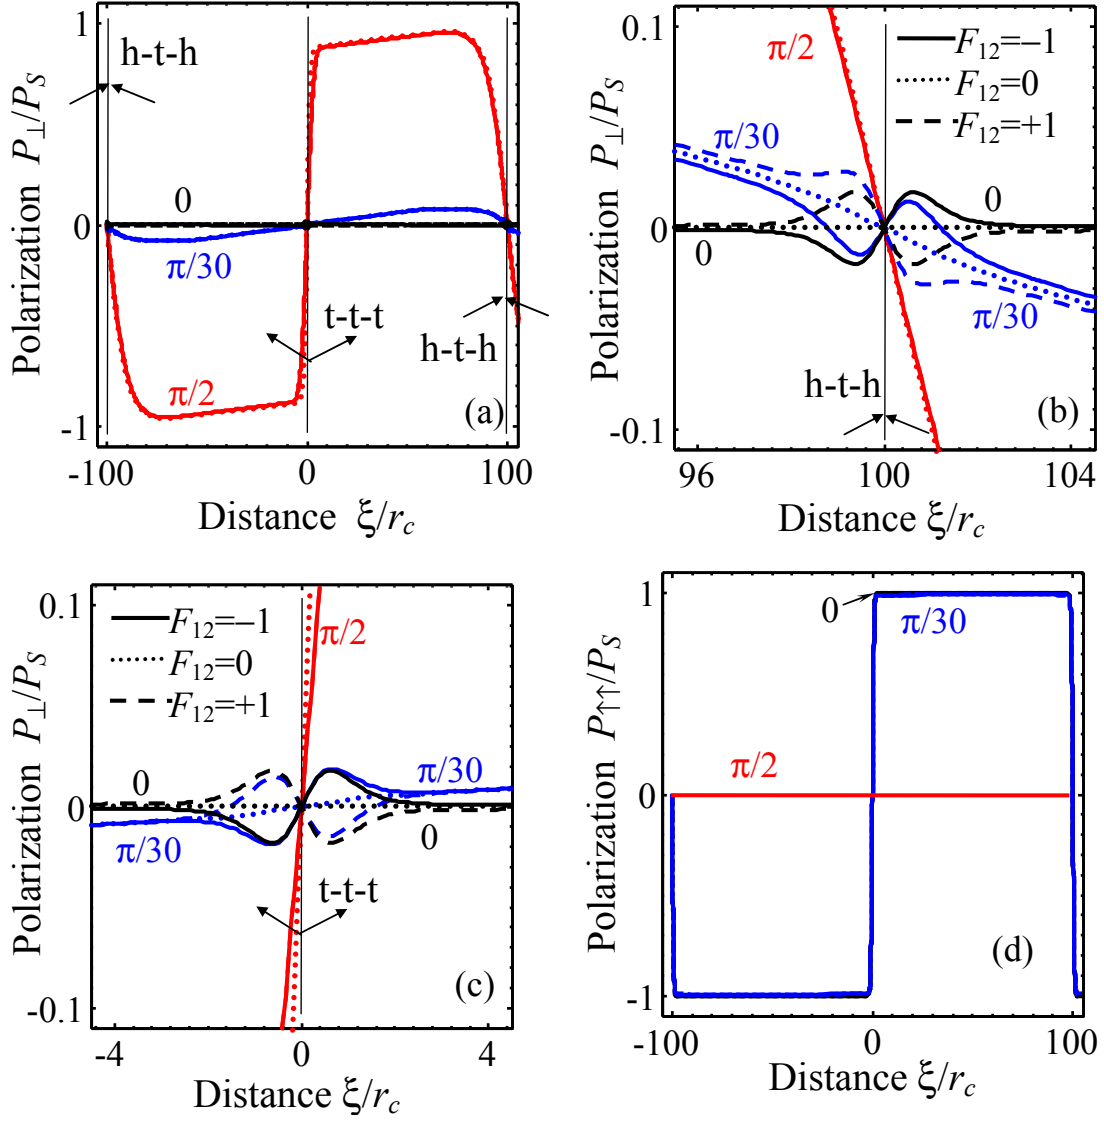 1
h-t-h
0
0
π/30
t-t-t
h-t-h
π/2
(a)
-1
-100
0
100
Polarization P⊥/PS
Distance ξ/rc
0.1
π/2
F12=–1
F12=0
F12=+1
π/30
0
0
0
π/30
h-t-h
(b)
-0.1
96
100
104
Polarization P⊥/PS
Distance ξ/rc
0.1
F12=–1
F12=0
F12=+1
π/2
0
π/30
0
π/30
0
t-t-t
(c)
-0.1
-4
0
4
Polarization P⊥/PS
Distance ξ/rc
1
0
π/30
π/2
0
(d)
-1
-100
0
100
Polarization P↑↑/PS
Distance ξ/rc